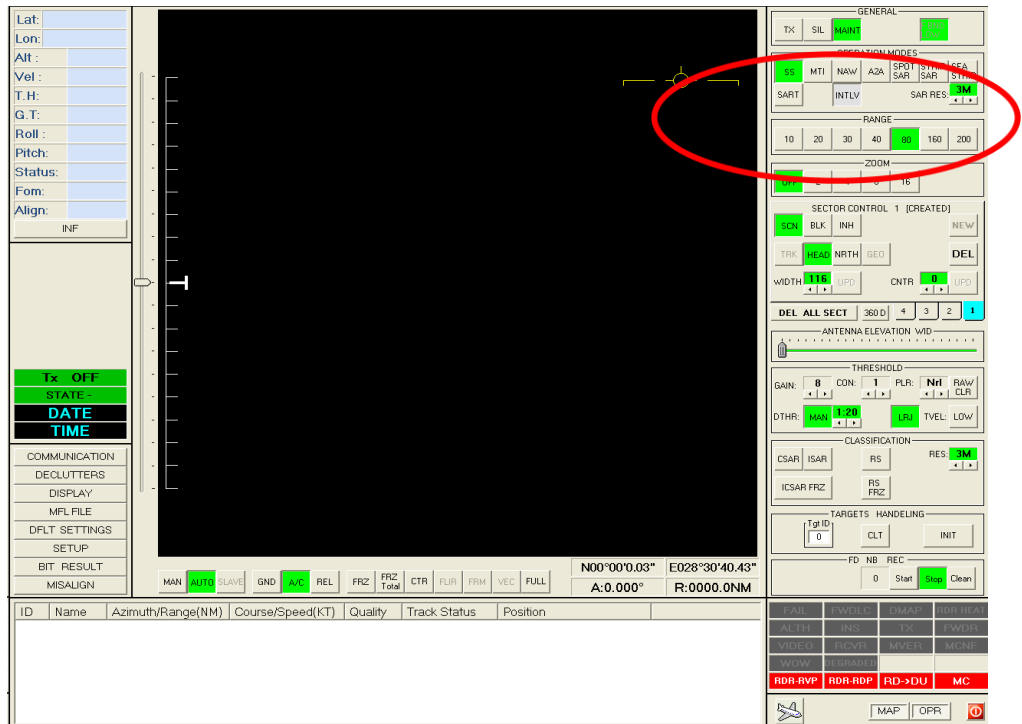 Lat:
Lon:
Alt :
Vel :
T.H:
G.T:
Roll :
Pitch:
Status:
Fom:
Align:
INF
Tx OFF
STATE -
DATE
TIME
COMMUNICATION
DECLUTTERS
DISPLAY
MFL FILE
DFLT SETTINGS
SETUP
BIT RESULT
MISALIGN
MAN AUTO SLAVE GND A/C REL FRZ FRZ Total CTR FLIR FRM VEC FULL
N00°00'0.03" E028°30'40.43"
A:0.000° R:0000.0NM
GENERAL
TX SIL MAINT
OPERATION MODES
SS MTI NAW A2A SPOT SAR STRIP SAR SEA STRIP
SART INTLV SAR RES: 3M
RANGE
10 20 30 40 80 160 200
ZOOM
OFF 2 4 8 16
SECTOR CONTROL 1 [CREATED]
SCN BLK INH NEW
TRK HEAD NRTH GEO DEL
WIDTH 116 UPD CNTR 0 UPD
DEL ALL SECT 360 D 4 3 2 1
ANTENNA ELEVATION WID
THRESHOLD
GAIN: 8 CON: 1 PLR: Nrl RAW CLR
DTHR: MAN 1:20 LRJ TVEL: LOW
CLASSIFICATION
CSAR ISAR RS RES: 3M
ICSAR FRZ RS FRZ
TARGETS HANDELING
Tgt ID
0 CLT INIT
FD NB REC
0 Start Stop Clean
ID Name Azimuth/Range(NM) Course/Speed(KT) Quality Track Status Position
FAIL FWDLC DMAP RDR HEAT
ALTH INS TX FWDR
VIDEO RCVR MVER MCNF
WOW DEGRADED
RDR-RVP RDR-RDP RD->DU MC
MAP OPR